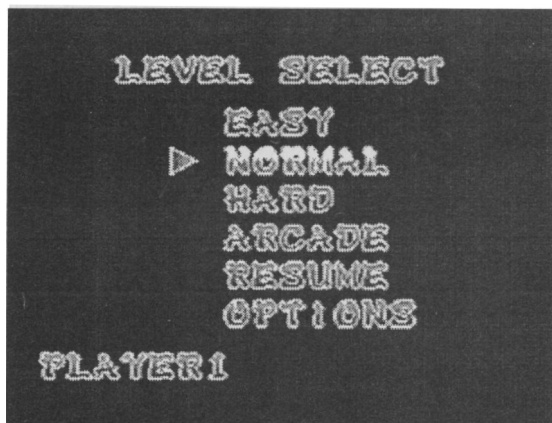 LEVEL SELECT
EASY
NORMAL
HARD
ARCADE
RESUME
OPTIONS
PLAYER1